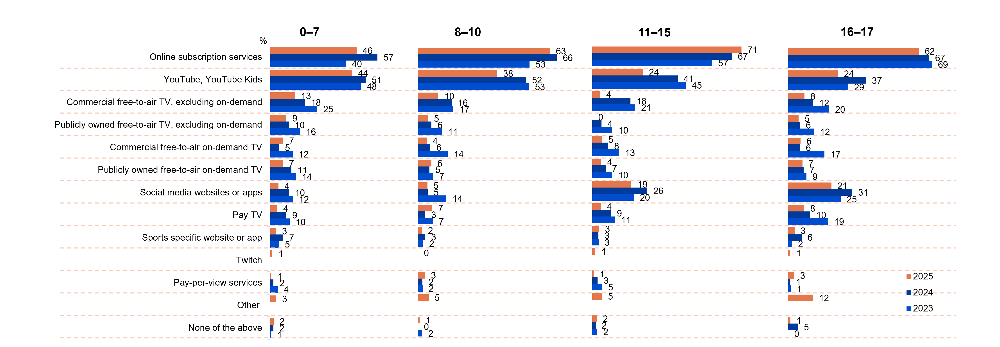 0–7 8–10 11–15 16–17
%
Online subscription services 46 63 71 62
57 66 67 67
40 53 57 69
YouTube, YouTube Kids 44 38 24 24
51 52 41 37
48 53 45 29
Commercial free-to-air TV, excluding on-demand 13 10 4 8
18 16 18 12
25 17 21 20
Publicly owned free-to-air TV, excluding on-demand 9 5 0 5
10 6 4 6
16 11 10 12
Commercial free-to-air on-demand TV 7 4 5 6
5 6 8 6
12 14 13 17
Publicly owned free-to-air on-demand TV 7 6 4 7
11 5 7 7
14 7 10 9
Social media websites or apps 4 5 19 21
10 5 26 31
12 14 20 25
Pay TV 4 7 4 8
9 3 9 10
10 7 11 19
Sports specific website or app 3 2 3 3
7 3 3 6
5 2 3 2
Twitch 1 0 1 1
Pay-per-view services 1 3 1 3
2 2 3 1
4 2 5 1
Other 3 5 5 12
None of the above 2 1 2 1
2 0 2 5
1 2 2 0
2025
2024
2023